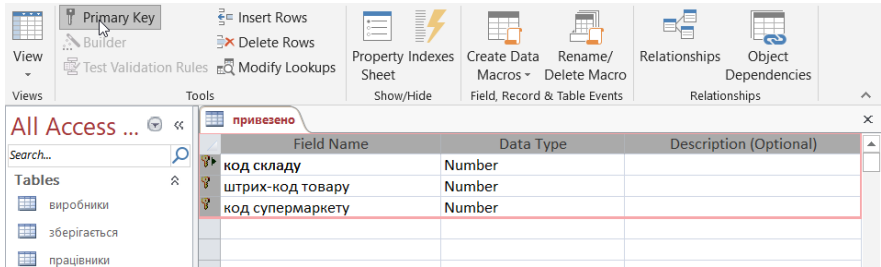 Primary Key
Builder
Test Validation Rules
Insert Rows
Delete Rows
Modify Lookups
View
Property Sheet
Indexes
Create Data Macros
Rename/ Delete Macro
Relationships
Object Dependencies
Views
Tools
Show/Hide
Field, Record & Table Events
Relationships
All Access ...
Search...
Tables
виробники
зберігається
працівники
привезено
Field Name Data Type Description (Optional)
код складу Number
штрих-код товару Number
код супермаркету Number